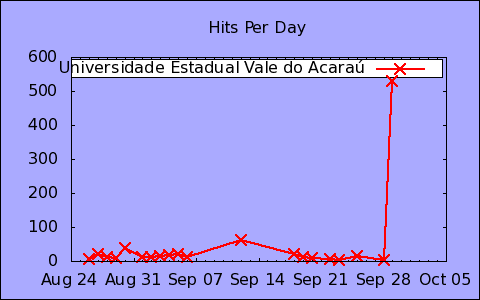 Hits Per Day
600
Universidade Estadual Vale do Acaraú
500
400
300
200
100
0
Aug 24 Aug 31 Sep 07 Sep 14 Sep 21 Sep 28 Oct 05